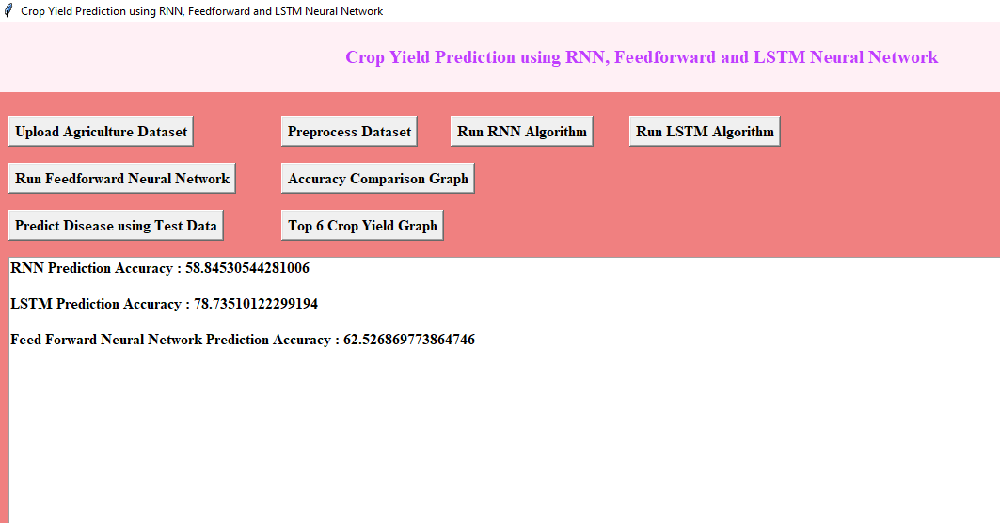 Crop Yield Prediction using RNN, Feedforward and LSTM Neural Network
Crop Yield Prediction using RNN, Feedforward and LSTM Neural Network
Upload Agriculture Dataset
Preprocess Dataset
Run RNN Algorithm
Run LSTM Algorithm
Run Feedforward Neural Network
Accuracy Comparison Graph
Predict Disease using Test Data
Top 6 Crop Yield Graph
RNN Prediction Accuracy : 58.84530544281006
LSTM Prediction Accuracy : 78.73510122299194
Feed Forward Neural Network Prediction Accuracy : 62.526869773864746